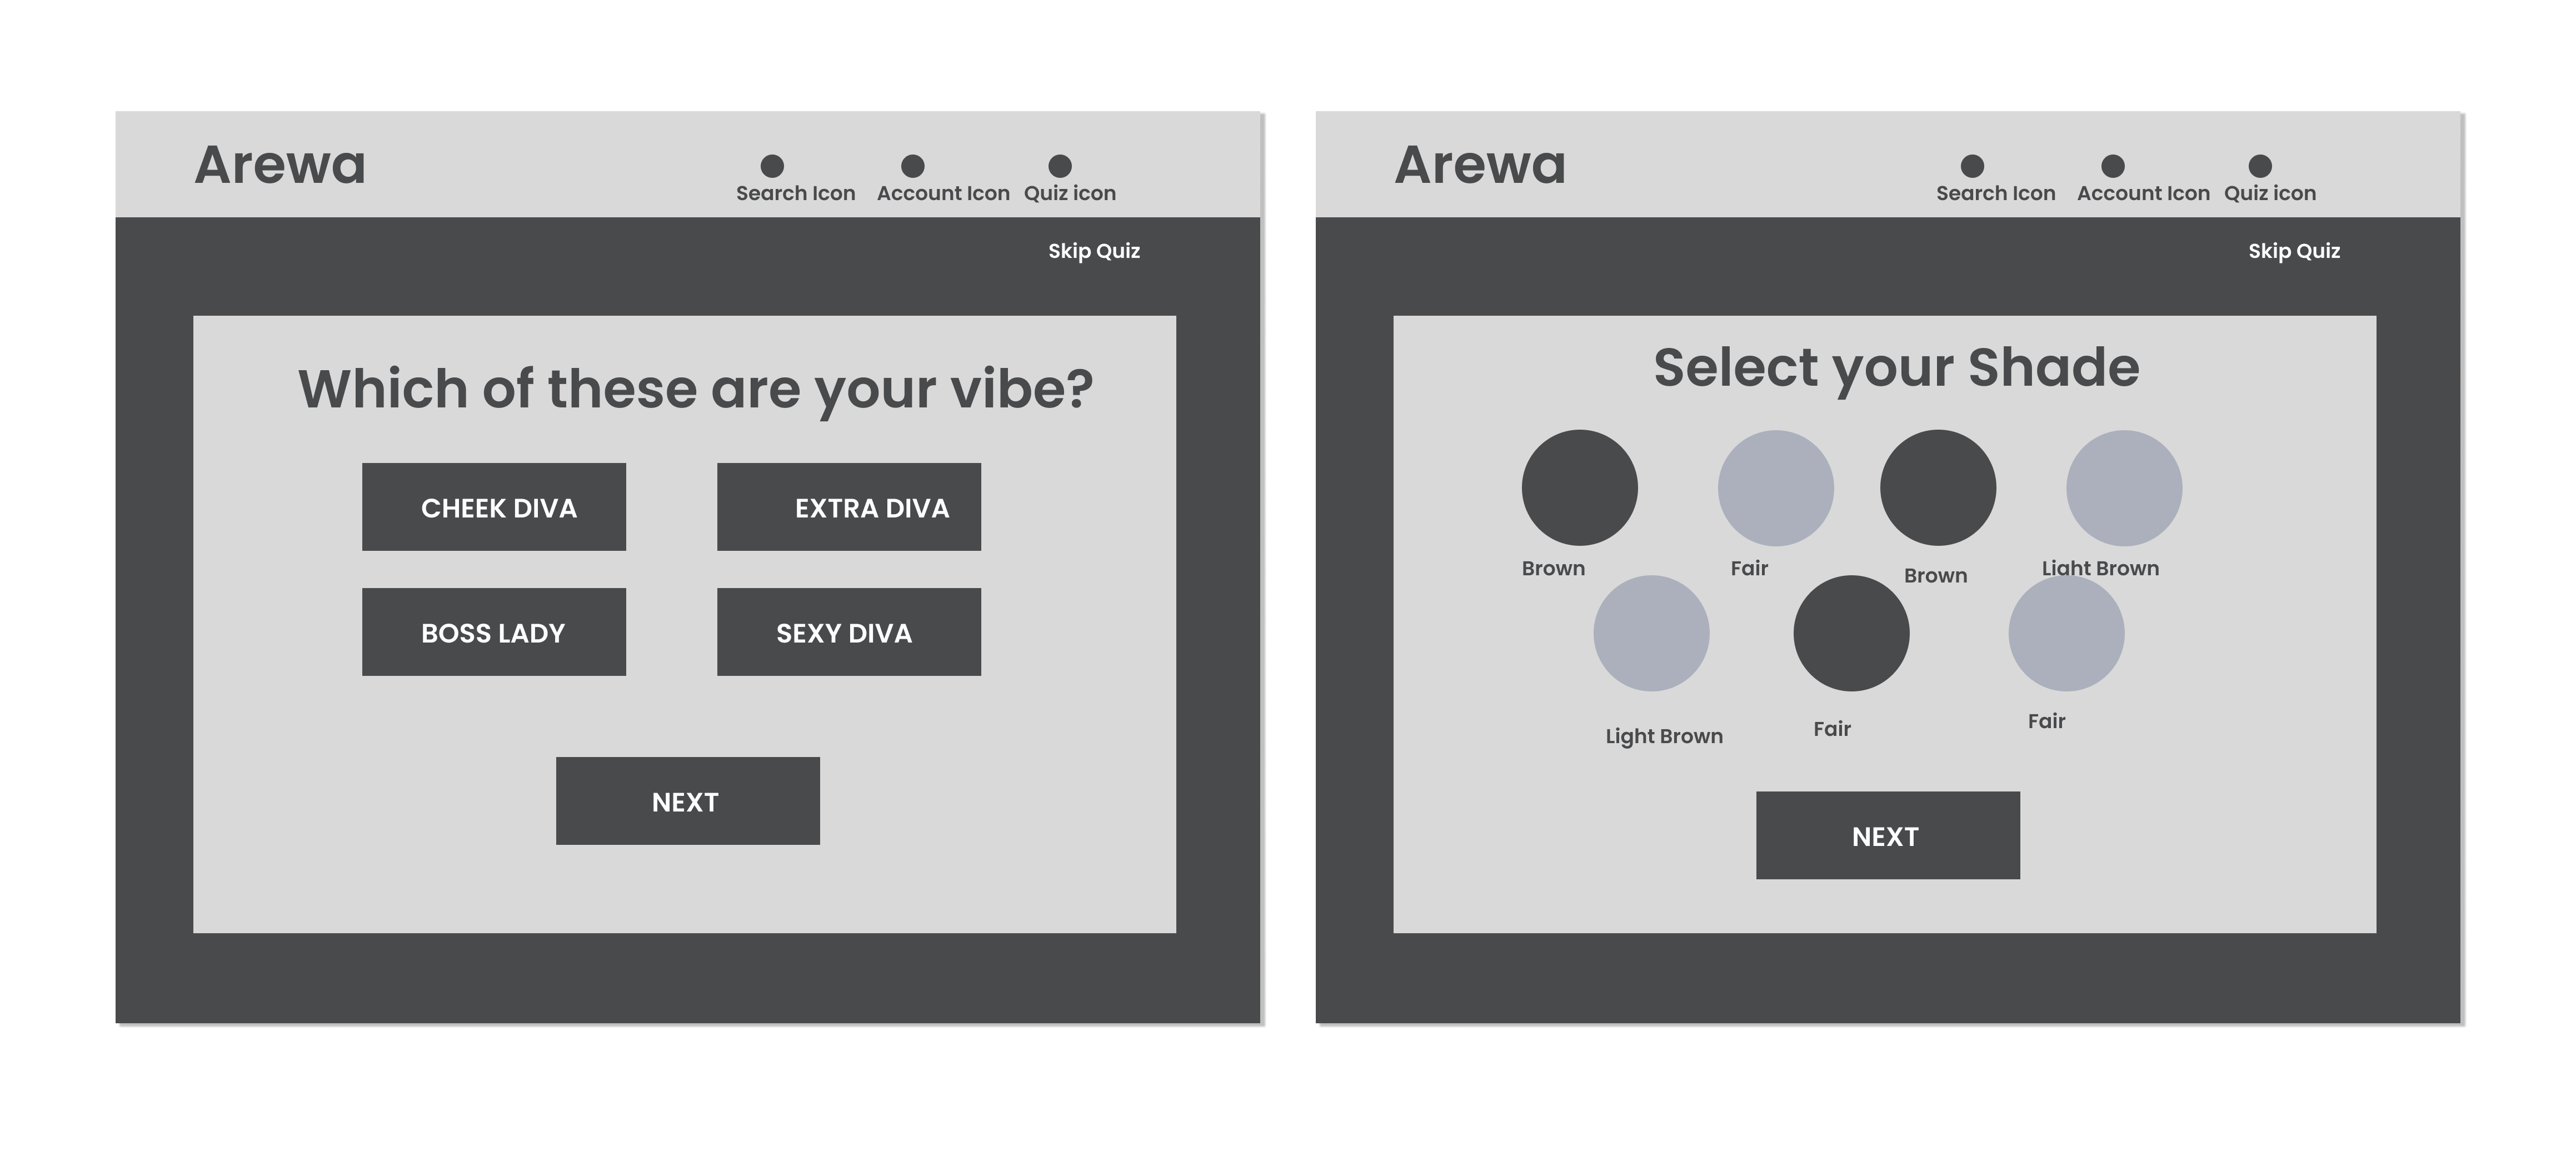 Arewa
Search Icon
Account Icon
Quiz icon
Skip Quiz
Which of these are your vibe?
CHEEK DIVA
EXTRA DIVA
BOSS LADY
SEXY DIVA
NEXT
Arewa
Search Icon
Account Icon
Quiz icon
Skip Quiz
Select your Shade
Brown
Fair
Brown
Light Brown
Light Brown
Fair
Fair
NEXT